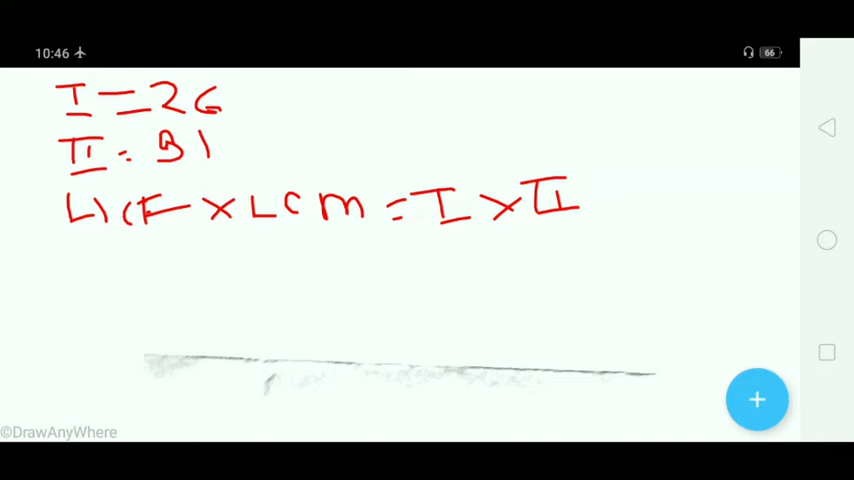 10:46 66
I = 26
II = 91
HCF × LCM = I × II
+
©DrawAnyWhere